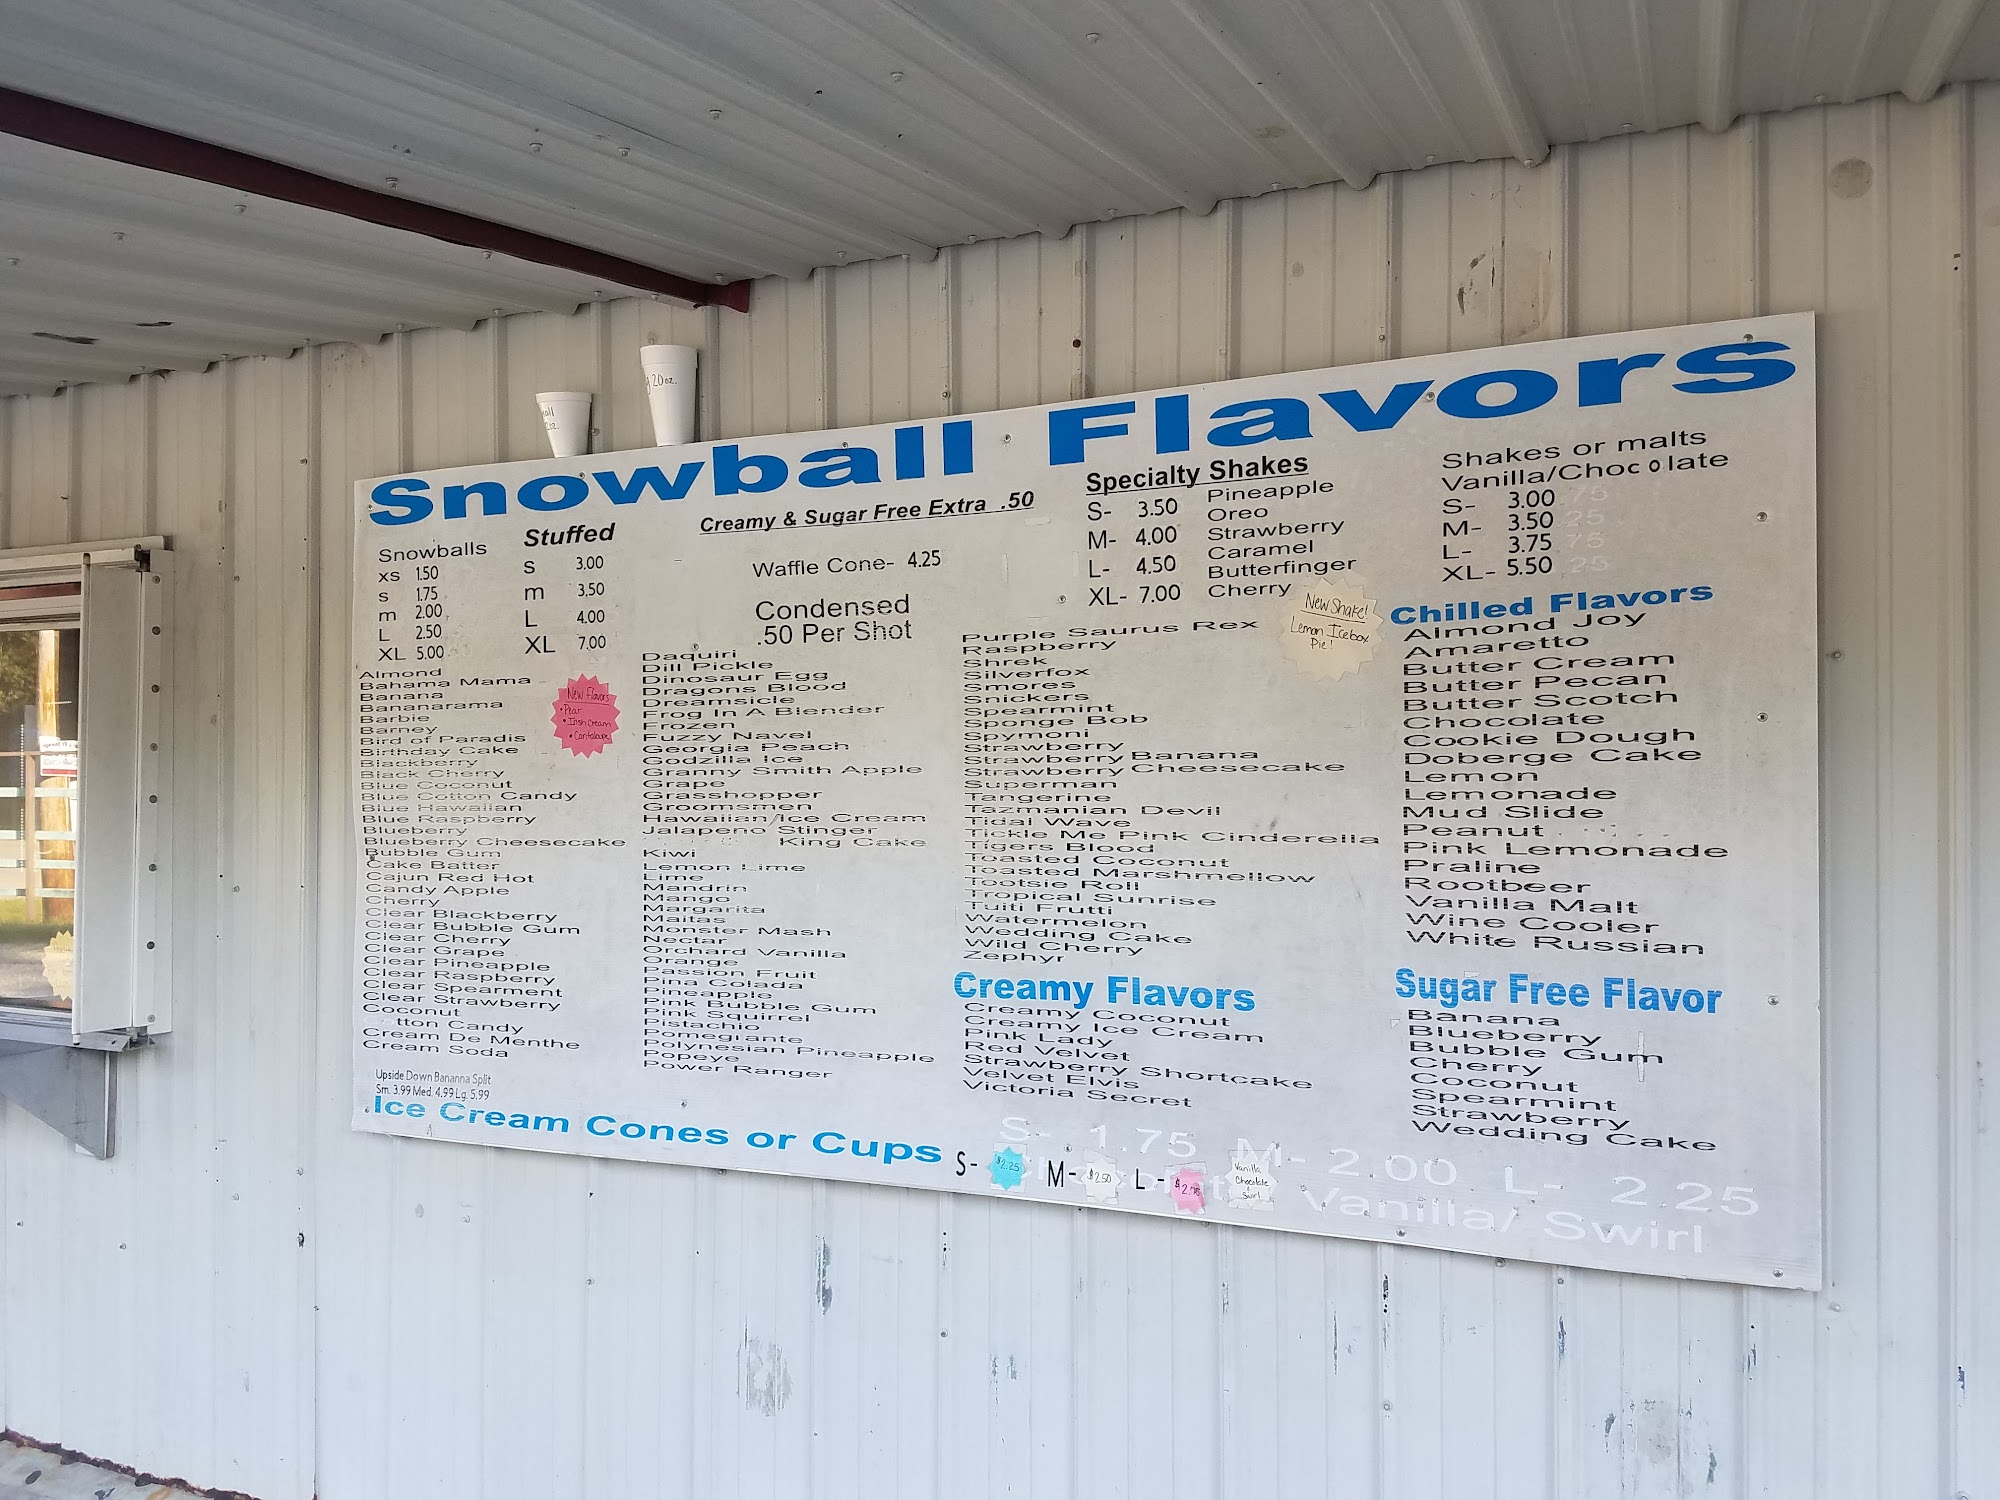 20oz.
Snowball Flavors
Snowballs
xs 1.50
s 1.75
m 2.00
L 2.50
XL 5.00
Stuffed
S 3.00
m 3.50
L 4.00
XL 7.00
Creamy & Sugar Free Extra .50
Waffle Cone- 4.25
Condensed
.50 Per Shot
Specialty Shakes
S- 3.50
M- 4.00
L- 4.50
XL- 7.00
Pineapple
Oreo
Strawberry
Caramel
Butterfinger
Cherry
New Shake!
Lemon Icebox
Pie!
Shakes or malts
Vanilla/Chocolate
S- 3.00
M- 3.50
L- 3.75
XL- 5.50
Almond
Bahama Mama
Banana
Bananarama
Barbie
Barney
Bird of Paradis
Birthday Cake
Blackberry
Black Cherry
Blue Coconut
Blue Cotton Candy
Blue Hawaiian
Blue Raspberry
Blueberry
Blueberry Cheesecake
Bubble Gum
Cake Batter
Cajun Red Hot
Candy Apple
Cherry
Clear Blackberry
Clear Bubble Gum
Clear Cherry
Clear Grape
Clear Pineapple
Clear Raspberry
Clear Spearment
Clear Strawberry
Coconut
tton Candy
Cream De Menthe
Cream Soda
New Flavors
• Pear
• Irish Cream
• Cantaloupe
Daquiri
Dill Pickle
Dinosaur Egg
Dragons Blood
Dreamsicle
Frog In A Blender
Frozen
Fuzzy Navel
Georgia Peach
Godzilla Ice
Granny Smith Apple
Grape
Grasshopper
Groomsmen
Hawaiian/Ice Cream
Jalapeno Stinger
King Cake
Kiwi
Lemon Lime
Lime
Mandrin
Mango
Margarita
Maitas
Monster Mash
Nectar
Orchard Vanilla
Orange
Passion Fruit
Pina Colada
Pineapple
Pink Bubble Gum
Pink Squirrel
Pistachio
Pomegrante
Polynesian Pineapple
Popeye
Power Ranger
Purple Saurus Rex
Raspberry
Shrek
Silverfox
Smores
Snickers
Spearmint
Sponge Bob
Spymoni
Strawberry
Strawberry Banana
Strawberry Cheesecake
Superman
Tangerine
Tazmanian Devil
Tidal Wave
Tickle Me Pink Cinderella
Tigers Blood
Toasted Coconut
Toasted Marshmellow
Tootsie Roll
Tropical Sunrise
Tuiti Frutti
Watermelon
Wedding Cake
Wild Cherry
Zephyr
Creamy Flavors
Creamy Coconut
Creamy Ice Cream
Pink Lady
Red Velvet
Strawberry Shortcake
Velvet Elvis
Victoria Secret
Chilled Flavors
Almond Joy
Amaretto
Butter Cream
Butter Pecan
Butter Scotch
Chocolate
Cookie Dough
Doberge Cake
Lemon
Lemonade
Mud Slide
Peanut
Pink Lemonade
Praline
Rootbeer
Vanilla Malt
Wine Cooler
White Russian
Sugar Free Flavor
Banana
Blueberry
Bubble Gum
Cherry
Coconut
Spearmint
Strawberry
Wedding Cake
Upside Down Bananna Split
Sm. 3.99 Med. 4.99 Lg. 5.99
Ice Cream Cones or Cups
S- $2.25 M- $2.50 L- $2.75
Vanilla
Chocolate
Swirl
S- 1.75 M- 2.00 L- 2.25
Vanilla/ Swirl